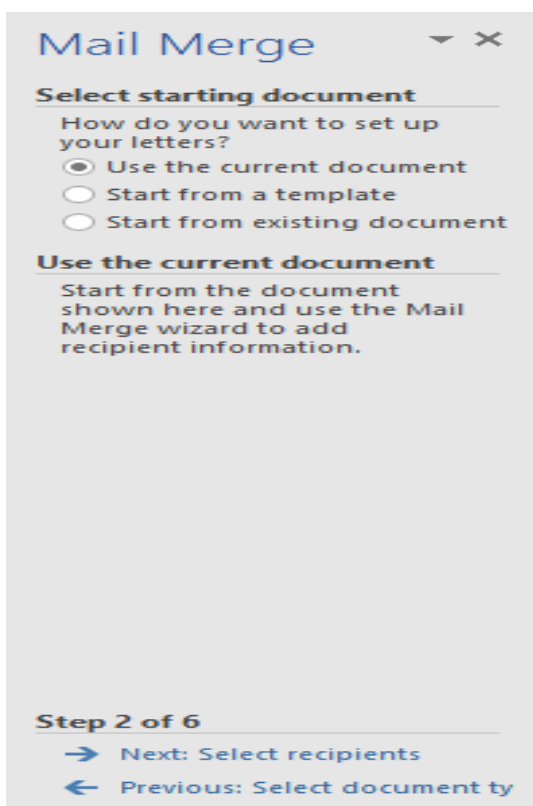 Mail Merge
Select starting document
How do you want to set up
your letters?
Use the current document
Start from a template
Start from existing document
Use the current document
Start from the document
shown here and use the Mail
Merge wizard to add
recipient information.
Step 2 of 6
Next: Select recipients
Previous: Select document ty